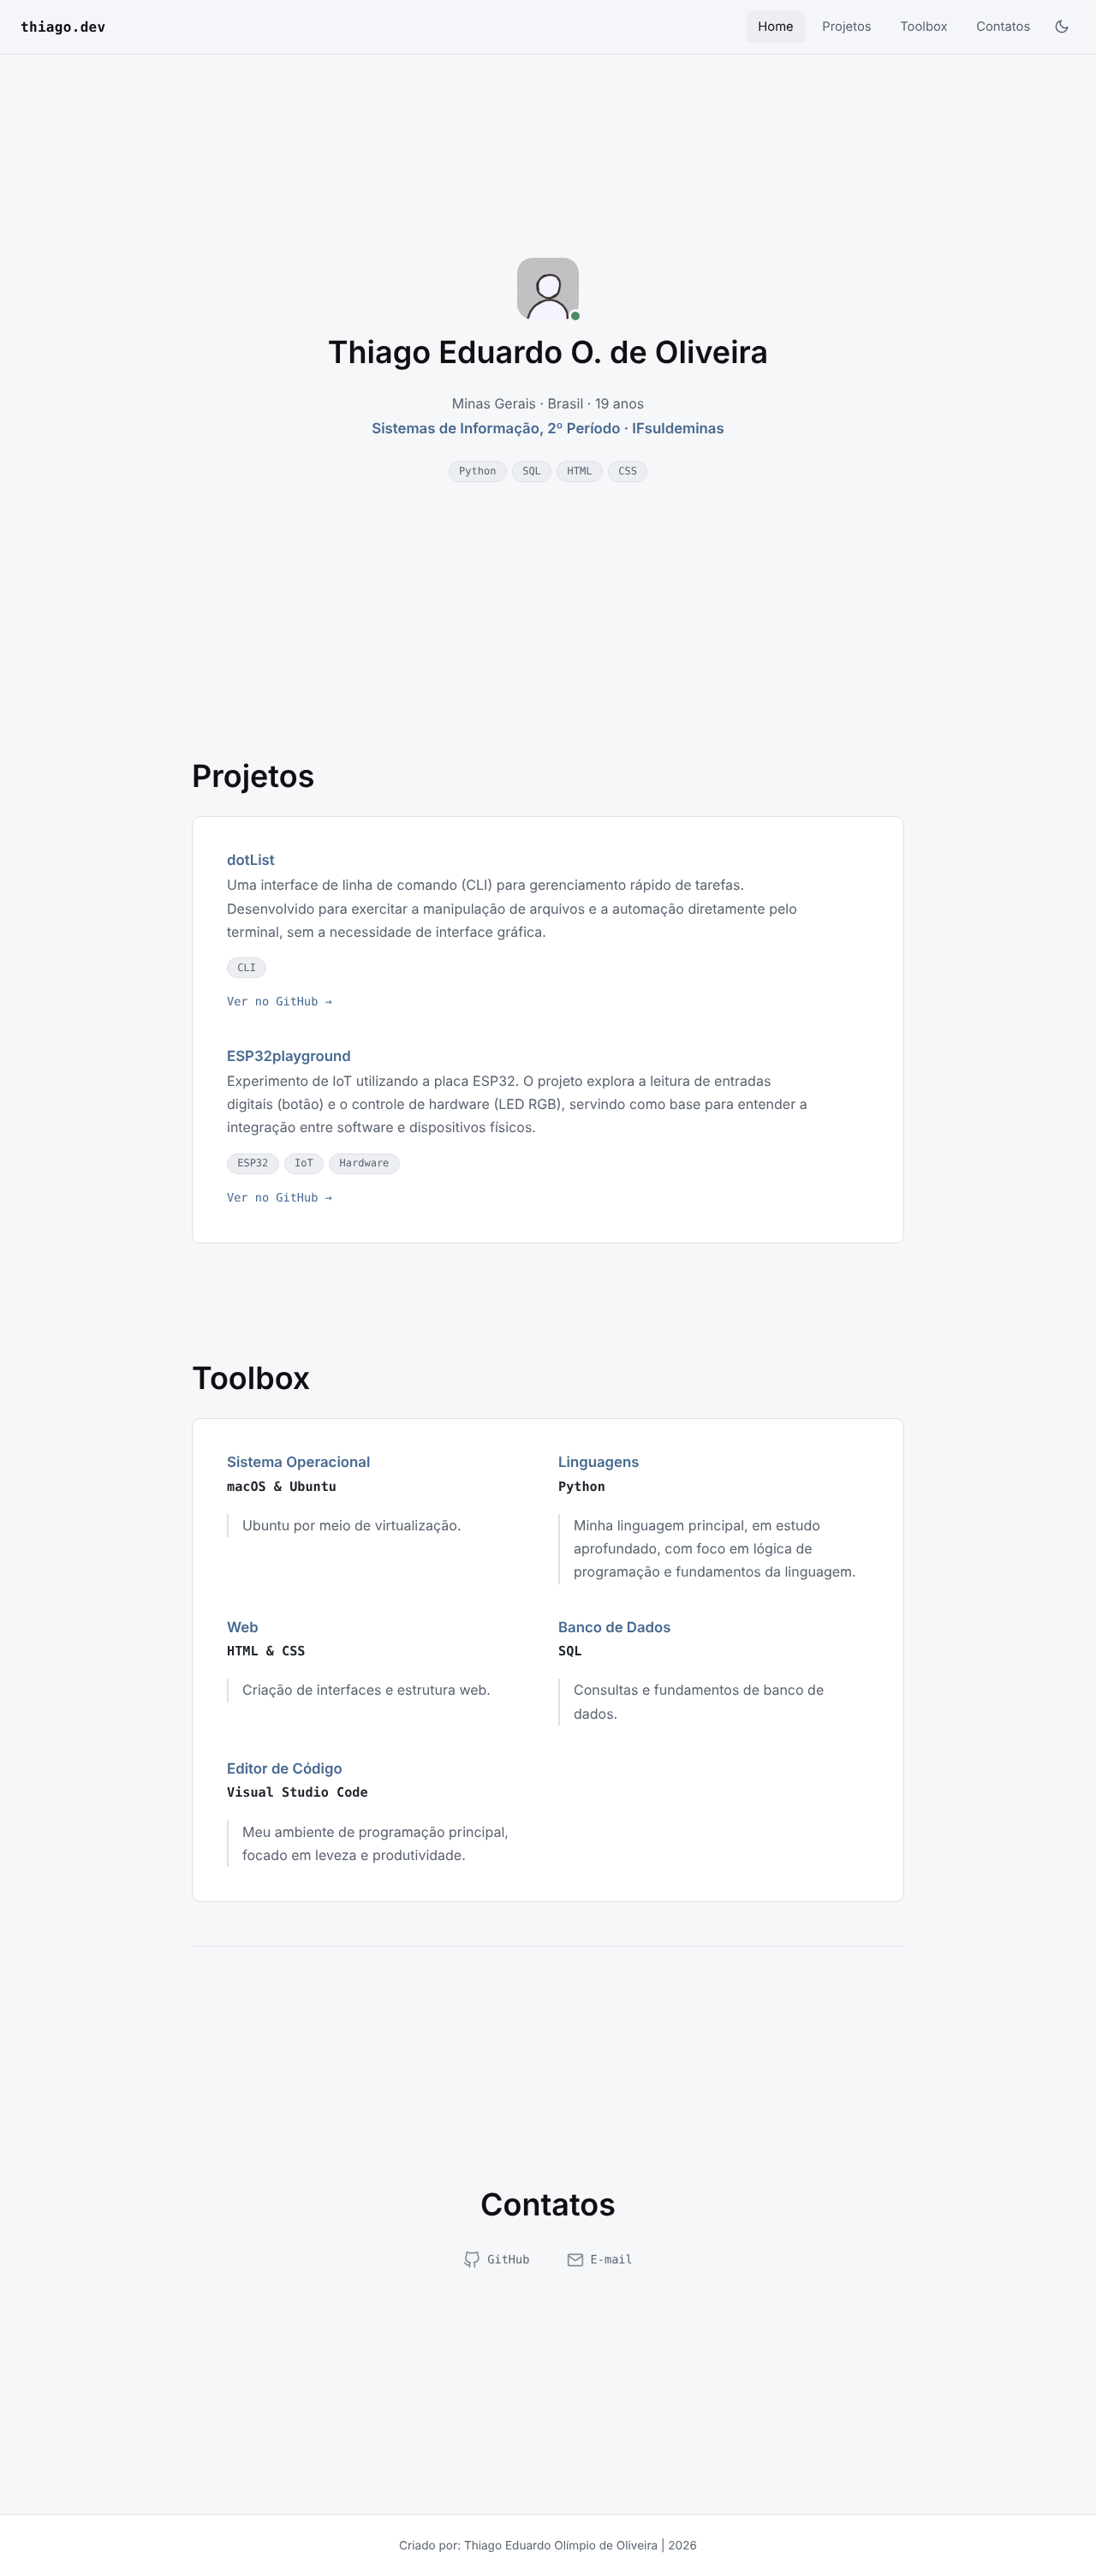 thiago.dev
Home
Projetos
Toolbox
Contatos
Thiago Eduardo O. de Oliveira
Minas Gerais · Brasil · 19 anos
Sistemas de Informação, 2º Período · IFsuldeminas
Python
SQL
HTML
CSS
Projetos
dotList
Uma interface de linha de comando (CLI) para gerenciamento rápido de tarefas.
Desenvolvido para exercitar a manipulação de arquivos e a automação diretamente pelo
terminal, sem a necessidade de interface gráfica.
CLI
Ver no GitHub →
ESP32playground
Experimento de IoT utilizando a placa ESP32. O projeto explora a leitura de entradas
digitais (botão) e o controle de hardware (LED RGB), servindo como base para entender a
integração entre software e dispositivos físicos.
ESP32
IoT
Hardware
Ver no GitHub →
Toolbox
Sistema Operacional
macOS & Ubuntu
Ubuntu por meio de virtualização.
Linguagens
Python
Minha linguagem principal, em estudo
aprofundado, com foco em lógica de
programação e fundamentos da linguagem.
Web
HTML & CSS
Criação de interfaces e estrutura web.
Banco de Dados
SQL
Consultas e fundamentos de banco de
dados.
Editor de Código
Visual Studio Code
Meu ambiente de programação principal,
focado em leveza e produtividade.
Contatos
GitHub
E-mail
Criado por: Thiago Eduardo Olímpio de Oliveira | 2026